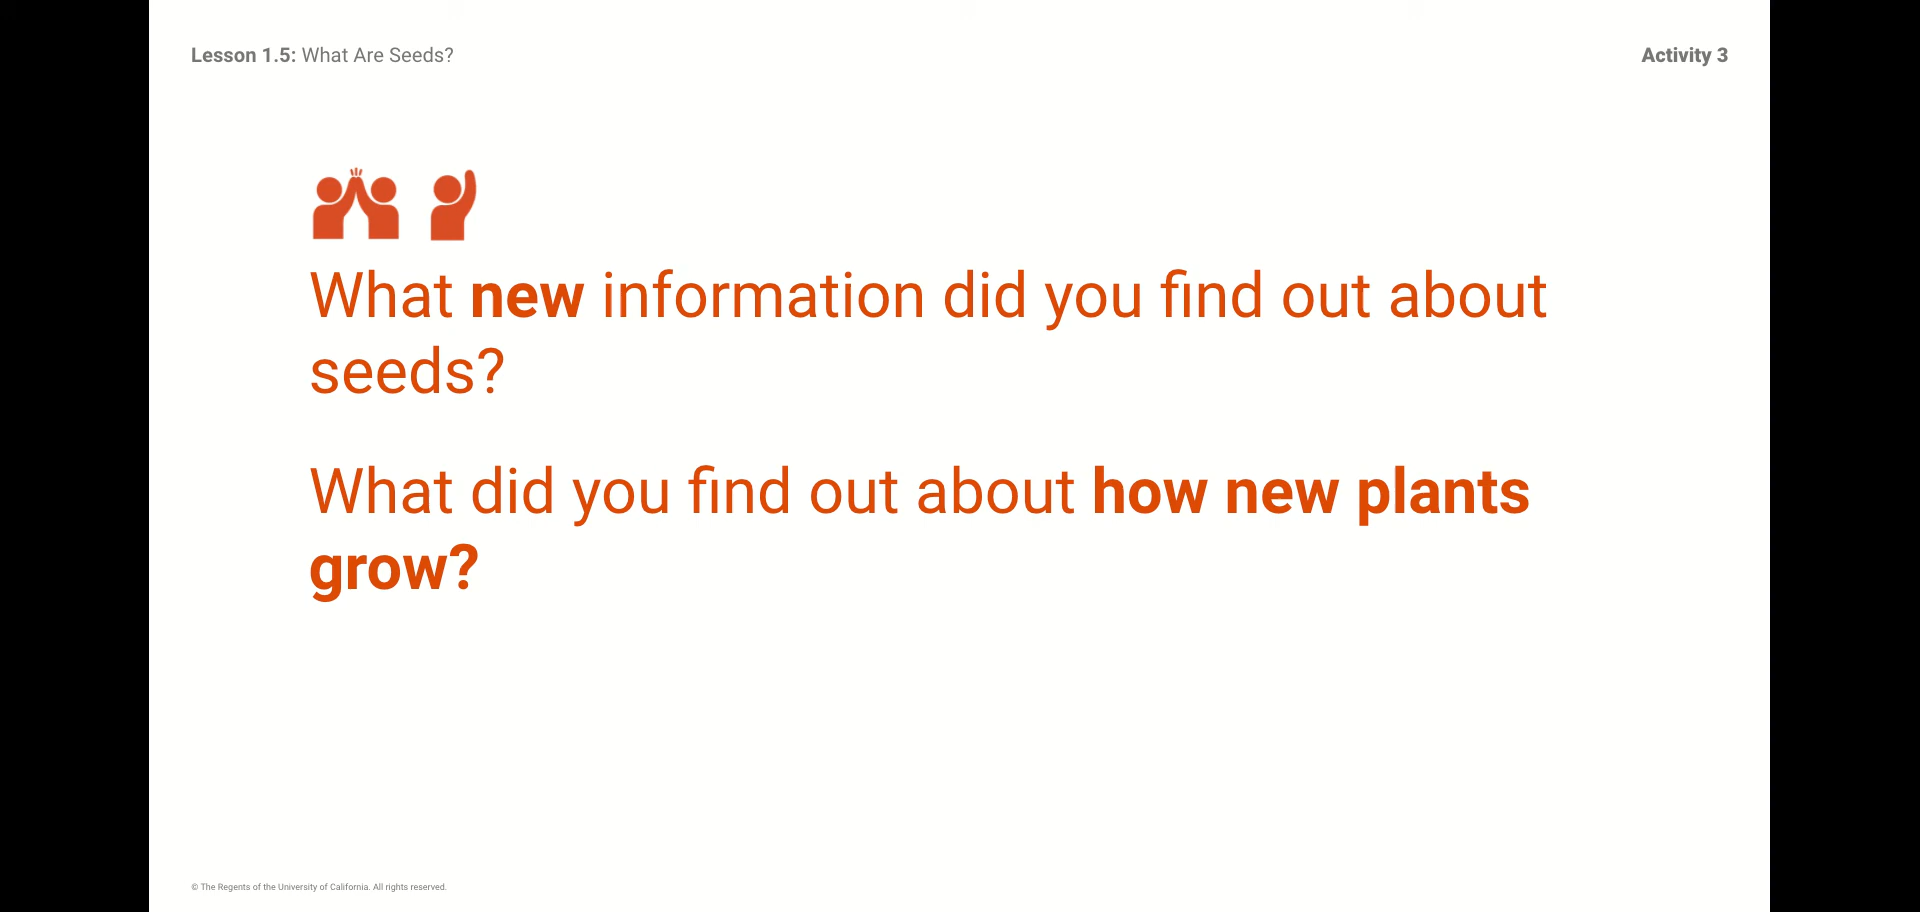 Lesson 1.5: What Are Seeds?
Activity 3
What new information did you find out about
seeds?
What did you find out about how new plants
grow?
© The Regents of the University of California. All rights reserved.